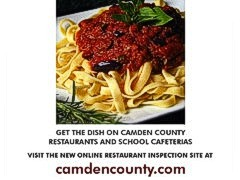 GET THE DISH ON CAMDEN COUNTY
RESTAURANTS AND SCHOOL CAFETERIAS
VISIT THE NEW ONLINE RESTAURANT INSPECTION SITE AT
camdencounty.com